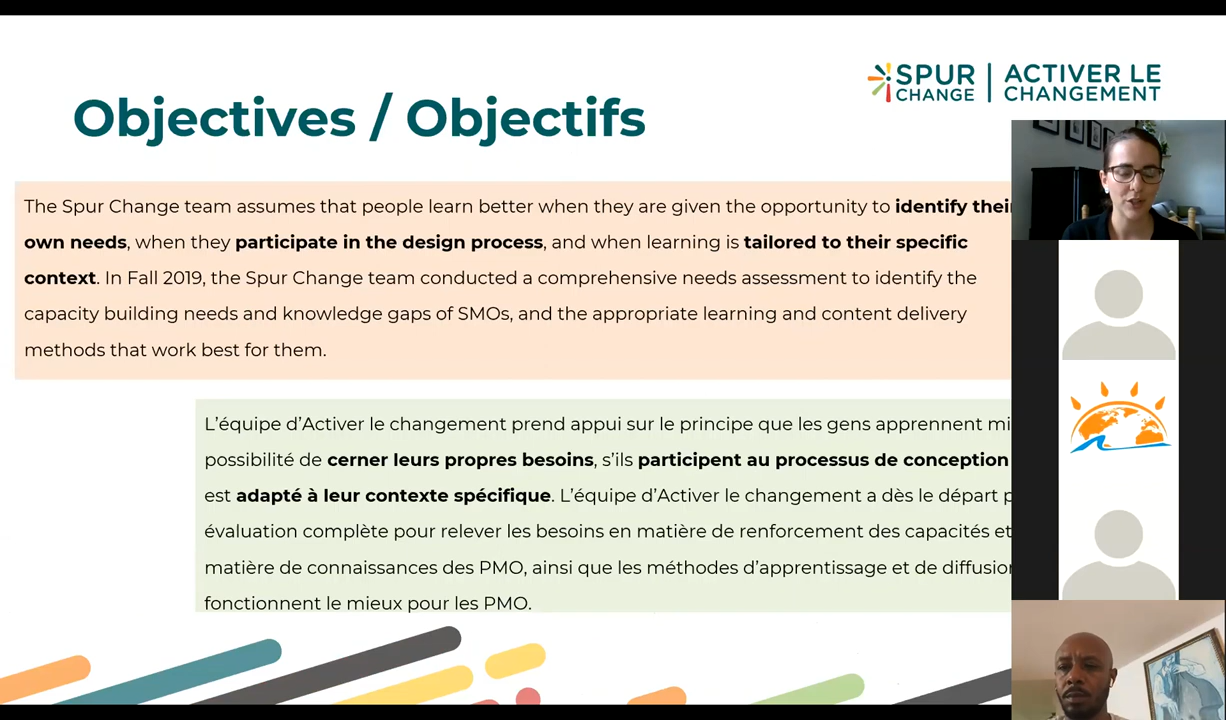 SPUR CHANGE | ACTIVER LE CHANGEMENT
Objectives / Objectifs
The Spur Change team assumes that people learn better when they are given the opportunity to identify their
own needs, when they participate in the design process, and when learning is tailored to their specific
context. In Fall 2019, the Spur Change team conducted a comprehensive needs assessment to identify the
capacity building needs and knowledge gaps of SMOs, and the appropriate learning and content delivery
methods that work best for them.
L’équipe d’Activer le changement prend appui sur le principe que les gens apprennent
possibilité de cerner leurs propres besoins, s’ils participent au processus de conception
est adapté à leur contexte spécifique. L’équipe d’Activer le changement a dès le départ
évaluation complète pour relever les besoins en matière de renforcement des capacités et
matière de connaissances des PMO, ainsi que les méthodes d’apprentissage et de diffusion
fonctionnent le mieux pour les PMO.